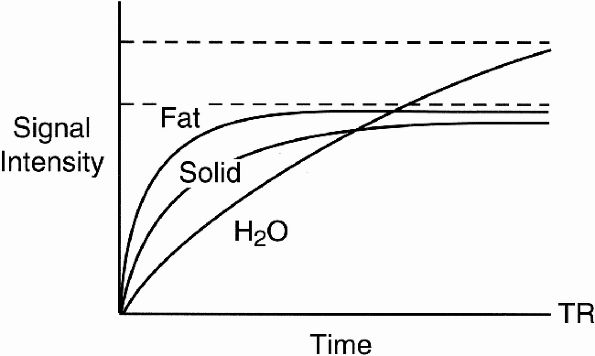 Fat
Signal
Intensity
Solid
H₂O
TR
Time